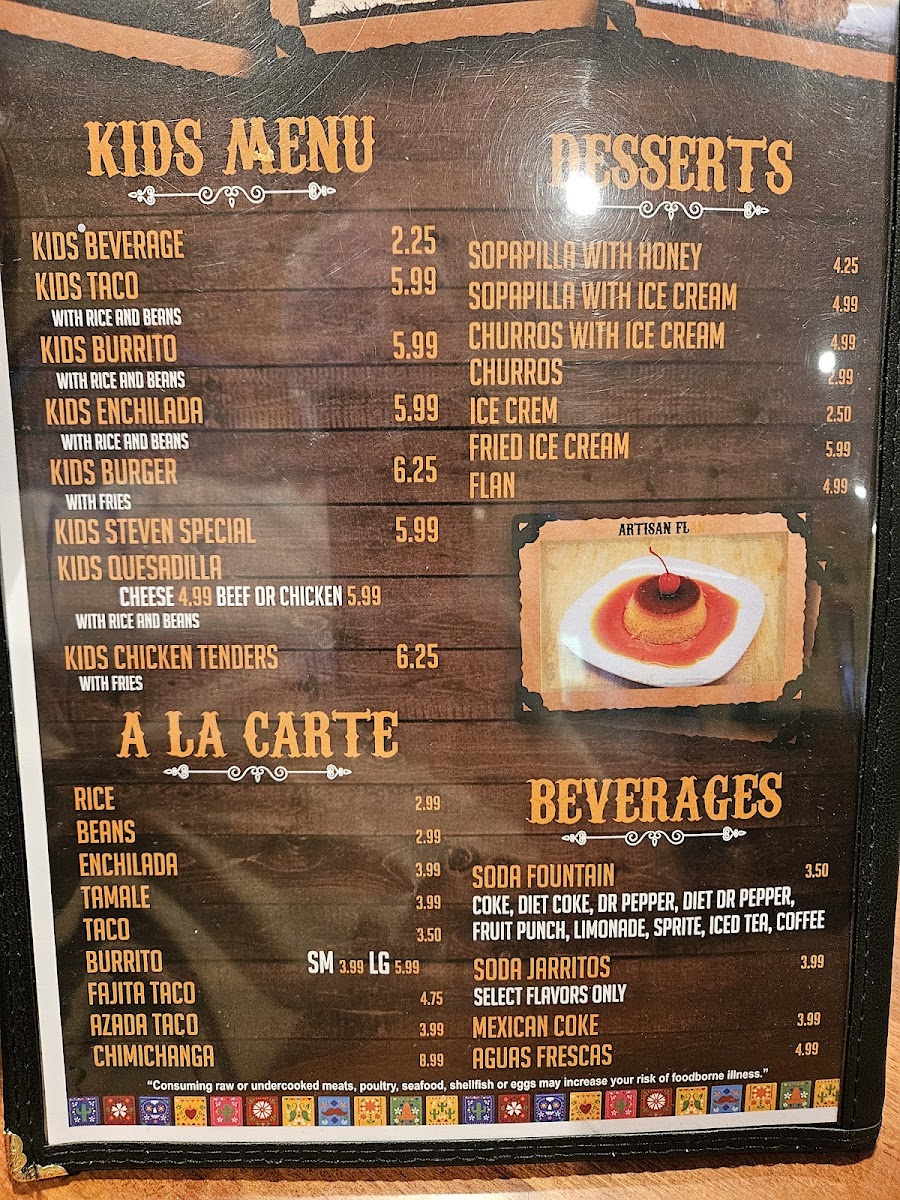 KIDS MENU
KIDS BEVERAGE 2.25
KIDS TACO 5.99
WITH RICE AND BEANS
KIDS BURRITO 5.99
WITH RICE AND BEANS
KIDS ENCHILADA 5.99
WITH RICE AND BEANS
KIDS BURGER 6.25
WITH FRIES
KIDS STEVEN SPECIAL 5.99
KIDS QUESADILLA
CHEESE 4.99 BEEF OR CHICKEN 5.99
WITH RICE AND BEANS
KIDS CHICKEN TENDERS 6.25
WITH FRIES
A LA CARTE
RICE 2.99
BEANS 2.99
ENCHILADA 3.99
TAMALE 3.99
TACO 3.50
BURRITO SM 3.99 LG 5.99
FAJITA TACO 4.75
AZADA TACO 3.99
CHIMICHANGA 8.99
DESSERTS
SOPAPILLA WITH HONEY 4.25
SOPAPILLA WITH ICE CREAM 4.99
CHURROS WITH ICE CREAM 4.99
CHURROS 2.99
ICE CREM 2.50
FRIED ICE CREAM 5.99
FLAN 4.99
ARTISAN FLAN
BEVERAGES
SODA FOUNTAIN 3.50
COKE, DIET COKE, DR PEPPER, DIET DR PEPPER,
FRUIT PUNCH, LIMONADE, SPRITE, ICED TEA, COFFEE
SODA JARRITOS 3.99
SELECT FLAVORS ONLY
MEXICAN COKE 3.99
AGUAS FRESCAS 4.99
"Consuming raw or undercooked meats, poultry, seafood, shellfish or eggs may increase your risk of foodborne illness."